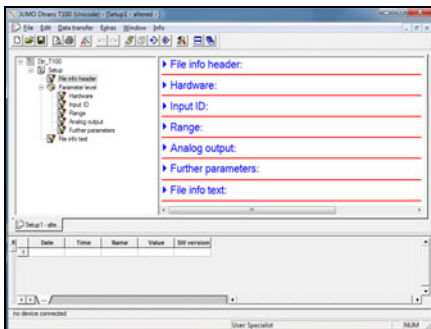 JUMO Dtrans T100 (Unicode) - [Setup1 - altered -]
File Edit Data transfer Extras Window Info
Dtr_T100
Setup
File info header
Parameter level
Hardware
Input ID
Range
Analog output
Further parameters
File info text
File info header:
Hardware:
Input ID:
Range:
Analog output:
Further parameters:
File info text:
Setup1 - alte...
Date Time Name Value SW version
1
no device connected
User: Specialist NUM